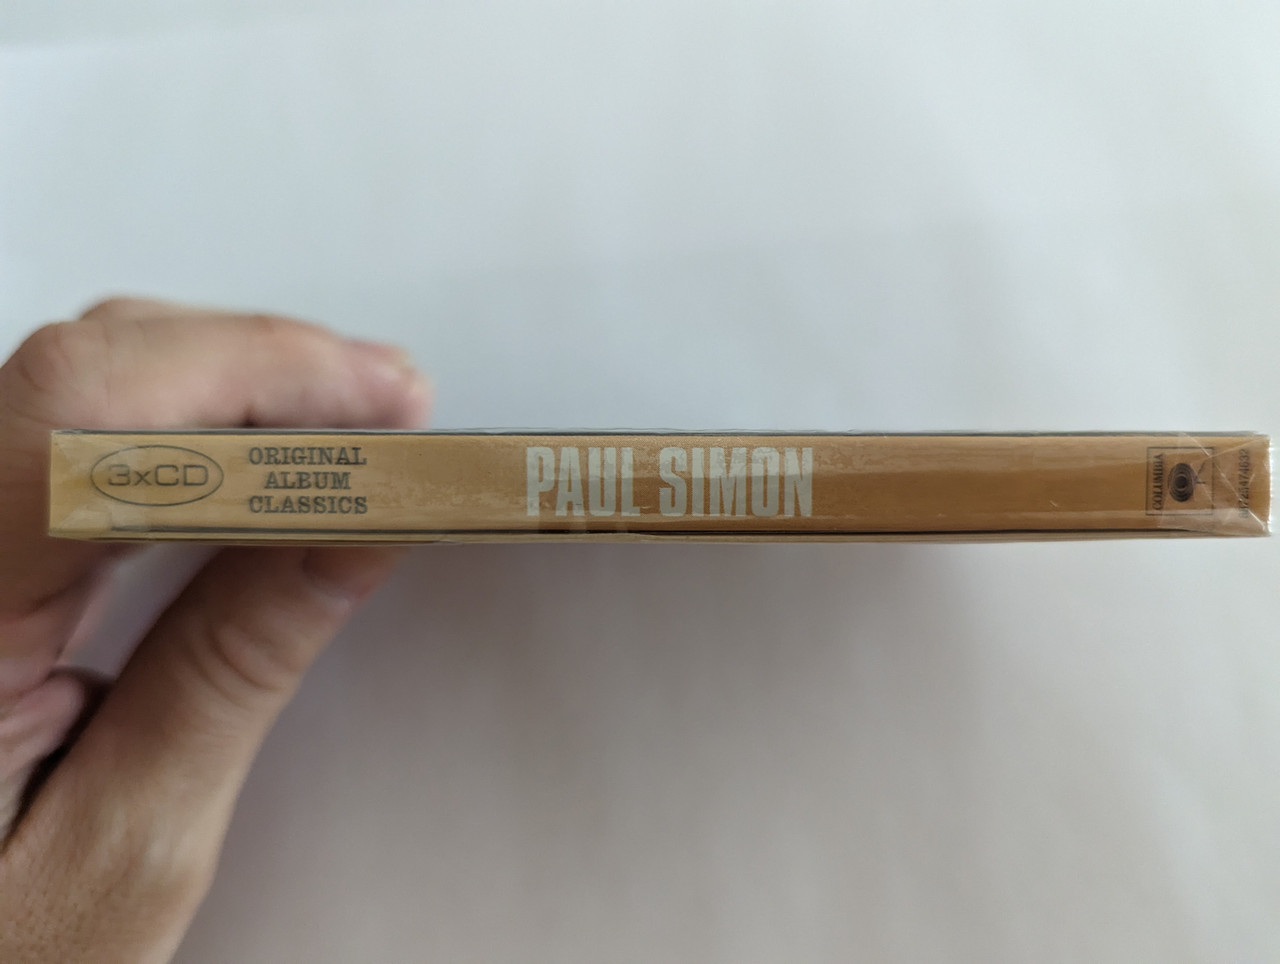 3xCD
ORIGINAL
ALBUM
CLASSICS
PAUL SIMON
COLUMBIA